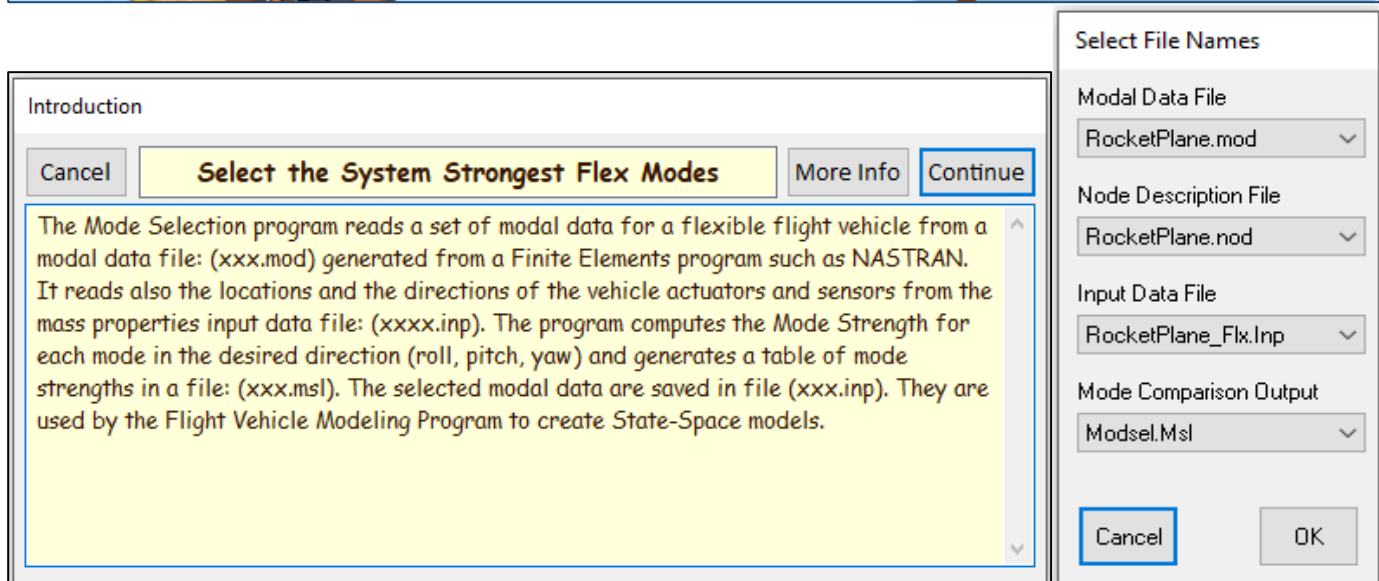 Introduction
Cancel
Select the System Strongest Flex Modes
More Info
Continue
The Mode Selection program reads a set of modal data for a flexible flight vehicle from a
modal data file: (xxx.mod) generated from a Finite Elements program such as NASTRAN.
It reads also the locations and the directions of the vehicle actuators and sensors from the
mass properties input data file: (xxxx.inp). The program computes the Mode Strength for
each mode in the desired direction (roll, pitch, yaw) and generates a table of mode
strengths in a file: (xxx.msl). The selected modal data are saved in file (xxx.inp). They are
used by the Flight Vehicle Modeling Program to create State-Space models.
Select File Names
Modal Data File
RocketPlane.mod
Node Description File
RocketPlane.nod
Input Data File
RocketPlane_Flx.Inp
Mode Comparison Output
Modsel.Msl
Cancel
OK